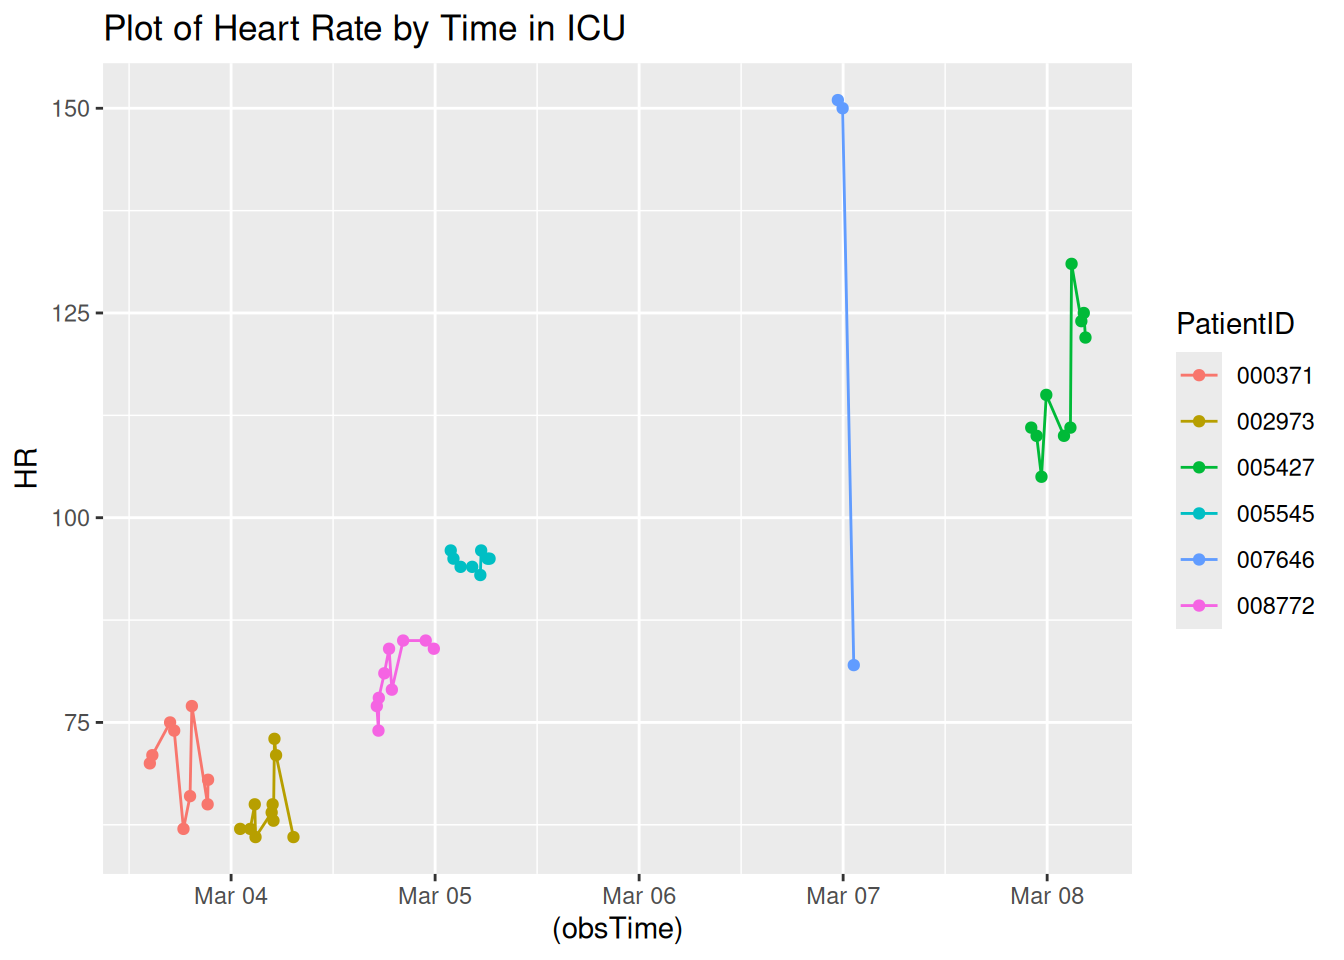 Plot of Heart Rate by Time in ICU
150
125
100
75
HR
Mar 04
Mar 05
Mar 06
Mar 07
Mar 08
(obsTime)
PatientID
000371
002973
005427
005545
007646
008772